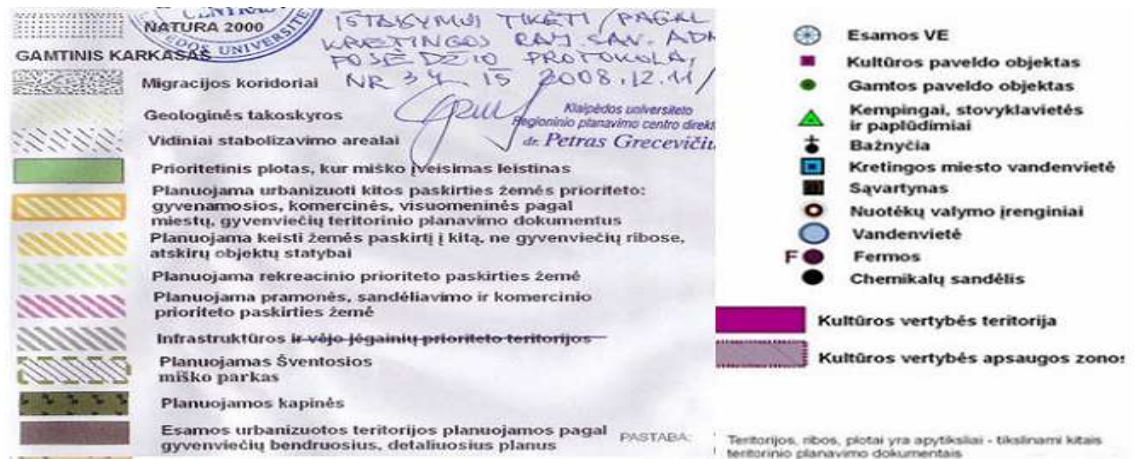 NATURA 2000
GAMTINIS KARKASAS
Migracijos koridoriai
Geologinės takoskyros
Vidiniai stabolizavimo arealai
Prioritetinis plotas, kur miško įveisimas leistinas
Planuojama urbanizuoti kitos paskirties žemės prioriteto:
gyvenamosios, komercinės, visuomeninės pagal
miestų, gyvenviečių teritorinio planavimo dokumentus
Planuojama keisti žemės paskirtį į kitą, ne gyvenviečių ribose,
atskirų objektų statybai
Planuojama rekreacinio prioriteto paskirties žemė
Planuojama pramonės, sandėliavimo ir komercinio
prioriteto paskirties žemė
Infrastruktūros ir vėjo jėgainių prioriteto teritorijos
Planuojamas Šventosios
miško parkas
Planuojamos kapinės
Esamos urbanizuotos teritorijos planuojamos pagal
gyvenviečių bendruosius, detaliuosius planus
IŠTAISYMUI TIKĖTI /PAGAL
KRETINGOS RAJ. SAV. ADM
POSĖDŽIO PROTOKOLĄ,
NR 2008.12.11/
Klaipėdos universiteto
Regioninio planavimo centro direkt
dr. Petras Grecevičiu
Esamos VE
Kultūros paveldo objektas
Gamtos paveldo objektas
Kempingai, stovyklavietės
ir paplūdimiai
Bažnyčia
Kretingos miesto vandenvietė
Sąvartynas
Nuotėkų valymo įrenginiai
Vandenvietė
F Fermos
Chemikalų sandėlis
Kultūros vertybės teritorija
Kultūros vertybės apsaugos zonos
PASTABA: Teritorijos, ribos, plotai yra apytiksliai - tikslinami kitais
teritorinio planavimo dokumentais